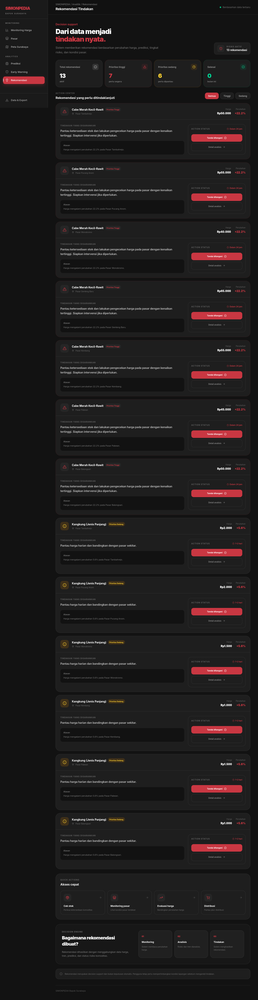 SIMONPEDIA
BAPOK SURABAYA
MONITORING
Monitoring Harga
Pasar
Peta Surabaya
ANALYTICS
Prediksi
Early Warning
Rekomendasi
Data & Export
SIMONPEDIA / Analitik / Rekomendasi
Rekomendasi Tindakan
Berdasarkan data terbaru
Decision support
Dari data menjadi
tindakan nyata.
Sistem memberikan rekomendasi berdasarkan perubahan harga, prediksi, tingkat
risiko, dan kondisi pasar.
RISIKO AKTIF
13 rekomendasi
Total rekomendasi
13
aktif
Prioritas tinggi
7
perlu segera
Prioritas sedang
6
perlu dipantau
Selesai
0
bulan ini
ACTION CENTER
Rekomendasi yang perlu ditindaklanjuti
Semua
Tinggi
Sedang
Cabe Merah Kecil-Rawit Prioritas Tinggi
Pasar Tambahrejo
Harga Perubahan
Rp50.000 +22.2%
TINDAKAN YANG DISARANKAN
Pantau ketersediaan stok dan lakukan pengecekan harga pada pasar dengan kenaikan
tertinggi. Siapkan intervensi jika diperlukan.
Alasan
Harga mengalami perubahan 22.2% pada Pasar Tambahrejo.
ACTION STATUS Dalam 24 jam
Tandai ditangani
Detail analisis
Cabe Merah Kecil-Rawit Prioritas Tinggi
Pasar Pucang Anom
Harga Perubahan
Rp55.000 +22.2%
TINDAKAN YANG DISARANKAN
Pantau ketersediaan stok dan lakukan pengecekan harga pada pasar dengan kenaikan
tertinggi. Siapkan intervensi jika diperlukan.
Alasan
Harga mengalami perubahan 22.2% pada Pasar Pucang Anom.
ACTION STATUS Dalam 24 jam
Tandai ditangani
Detail analisis
Cabe Merah Kecil-Rawit Prioritas Tinggi
Pasar Wonokromo
Harga Perubahan
Rp40.000 +22.2%
TINDAKAN YANG DISARANKAN
Pantau ketersediaan stok dan lakukan pengecekan harga pada pasar dengan kenaikan
tertinggi. Siapkan intervensi jika diperlukan.
Alasan
Harga mengalami perubahan 22.2% pada Pasar Wonokromo.
ACTION STATUS Dalam 24 jam
Tandai ditangani
Detail analisis
Cabe Merah Kecil-Rawit Prioritas Tinggi
Pasar Genteng Baru
Harga Perubahan
Rp65.000 +22.2%
TINDAKAN YANG DISARANKAN
Pantau ketersediaan stok dan lakukan pengecekan harga pada pasar dengan kenaikan
tertinggi. Siapkan intervensi jika diperlukan.
Alasan
Harga mengalami perubahan 22.2% pada Pasar Genteng Baru.
ACTION STATUS Dalam 24 jam
Tandai ditangani
Detail analisis
Cabe Merah Kecil-Rawit Prioritas Tinggi
Pasar Kembang
Harga Perubahan
Rp55.000 +22.2%
TINDAKAN YANG DISARANKAN
Pantau ketersediaan stok dan lakukan pengecekan harga pada pasar dengan kenaikan
tertinggi. Siapkan intervensi jika diperlukan.
Alasan
Harga mengalami perubahan 22.2% pada Pasar Kembang.
ACTION STATUS Dalam 24 jam
Tandai ditangani
Detail analisis
Cabe Merah Kecil-Rawit Prioritas Tinggi
Pasar Pabean
Harga Perubahan
Rp45.000 +22.2%
TINDAKAN YANG DISARANKAN
Pantau ketersediaan stok dan lakukan pengecekan harga pada pasar dengan kenaikan
tertinggi. Siapkan intervensi jika diperlukan.
Alasan
Harga mengalami perubahan 22.2% pada Pasar Pabean.
ACTION STATUS Dalam 24 jam
Tandai ditangani
Detail analisis
Cabe Merah Kecil-Rawit Prioritas Tinggi
Pasar Balongsari
Harga Perubahan
Rp50.000 +22.2%
TINDAKAN YANG DISARANKAN
Pantau ketersediaan stok dan lakukan pengecekan harga pada pasar dengan kenaikan
tertinggi. Siapkan intervensi jika diperlukan.
Alasan
Harga mengalami perubahan 22.2% pada Pasar Balongsari.
ACTION STATUS Dalam 24 jam
Tandai ditangani
Detail analisis
Kangkung (Jenis Panjang) Prioritas Sedang
Pasar Tambahrejo
Harga Perubahan
Rp2.000 +5.6%
TINDAKAN YANG DISARANKAN
Pantau harga harian dan bandingkan dengan pasar sekitar.
Alasan
Harga mengalami perubahan 5.6% pada Pasar Tambahrejo.
ACTION STATUS 1-2 hari
Tandai ditangani
Detail analisis
Kangkung (Jenis Panjang) Prioritas Sedang
Pasar Pucang Anom
Harga Perubahan
Rp2.000 +5.6%
TINDAKAN YANG DISARANKAN
Pantau harga harian dan bandingkan dengan pasar sekitar.
Alasan
Harga mengalami perubahan 5.6% pada Pasar Pucang Anom.
ACTION STATUS 1-2 hari
Tandai ditangani
Detail analisis
Kangkung (Jenis Panjang) Prioritas Sedang
Pasar Wonokromo
Harga Perubahan
Rp1.500 +5.6%
TINDAKAN YANG DISARANKAN
Pantau harga harian dan bandingkan dengan pasar sekitar.
Alasan
Harga mengalami perubahan 5.6% pada Pasar Wonokromo.
ACTION STATUS 1-2 hari
Tandai ditangani
Detail analisis
Kangkung (Jenis Panjang) Prioritas Sedang
Pasar Kembang
Harga Perubahan
Rp1.000 +5.6%
TINDAKAN YANG DISARANKAN
Pantau harga harian dan bandingkan dengan pasar sekitar.
Alasan
Harga mengalami perubahan 5.6% pada Pasar Kembang.
ACTION STATUS 1-2 hari
Tandai ditangani
Detail analisis
Kangkung (Jenis Panjang) Prioritas Sedang
Pasar Pabean
Harga Perubahan
Rp1.500 +5.6%
TINDAKAN YANG DISARANKAN
Pantau harga harian dan bandingkan dengan pasar sekitar.
Alasan
Harga mengalami perubahan 5.6% pada Pasar Pabean.
ACTION STATUS 1-2 hari
Tandai ditangani
Detail analisis
Kangkung (Jenis Panjang) Prioritas Sedang
Pasar Balongsari
Harga Perubahan
Rp1.000 +5.6%
TINDAKAN YANG DISARANKAN
Pantau harga harian dan bandingkan dengan pasar sekitar.
Alasan
Harga mengalami perubahan 5.6% pada Pasar Balongsari.
ACTION STATUS 1-2 hari
Tandai ditangani
Detail analisis
QUICK ACTIONS
Akses cepat
Cek stok
Periksa ketersediaan komoditas
Monitoring pasar
Lihat kondisi pasar terdekat
Evaluasi harga
Bandingkan perubahan harga
Distribusi
Pantau jalur distribusi
DECISION ENGINE
Bagaimana rekomendasi
dibuat?
Rekomendasi dihasilkan dengan menggabungkan data harga,
tren, prediksi, dan status risiko komoditas.
01
Monitoring
Sistem membaca perubahan
harga.
02
Analisis
Risiko dan tren dianalisis.
03
Tindakan
Sistem menghasilkan
rekomendasi.
Rekomendasi merupakan decision support dan bukan keputusan otomatis. Pengguna tetap perlu mempertimbangkan kondisi lapangan sebelum mengambil tindakan.
SIMONPEDIA Bapok Surabaya